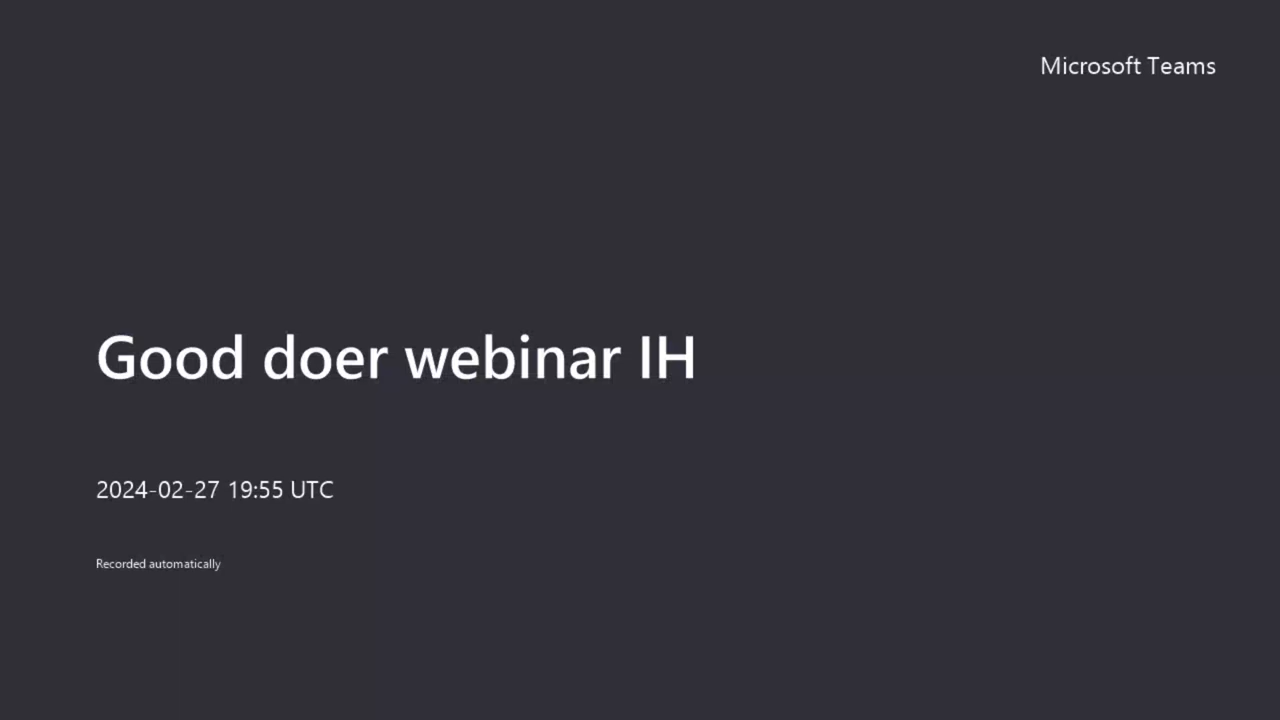 Microsoft Teams
Good doer webinar IH
2024-02-27 19:55 UTC
Recorded automatically